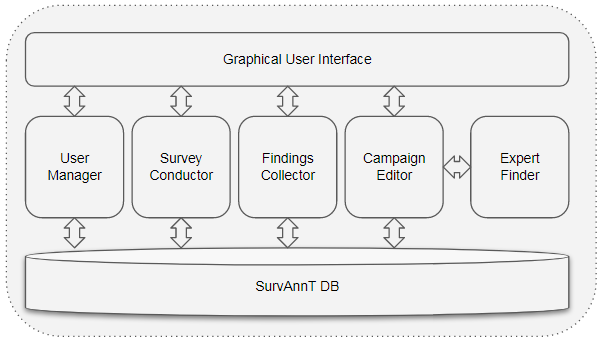 Graphical User Interface
User
Manager
Survey
Conductor
Findings
Collector
Campaign
Editor
Expert
Finder
SurvAnnT DB